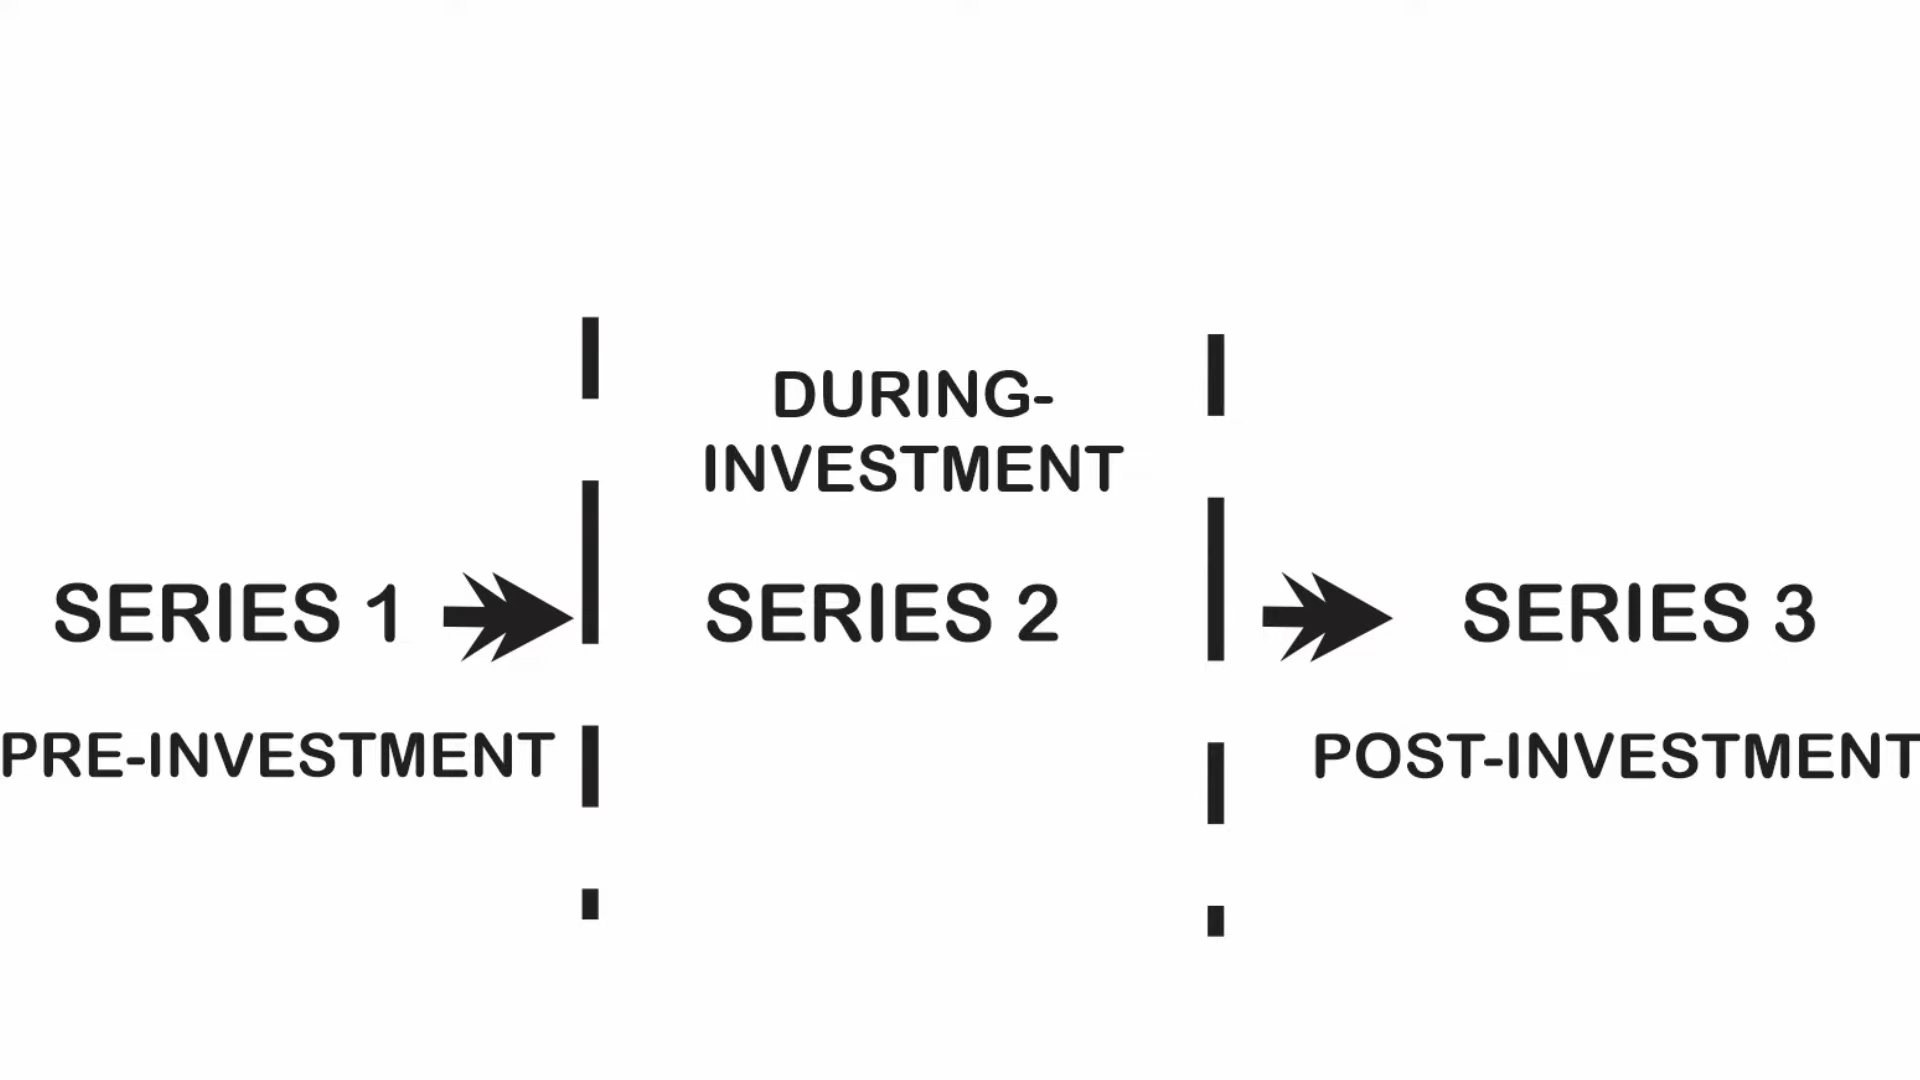 DURING-
INVESTMENT
SERIES 1
SERIES 2
SERIES 3
PRE-INVESTMENT
POST-INVESTMENT